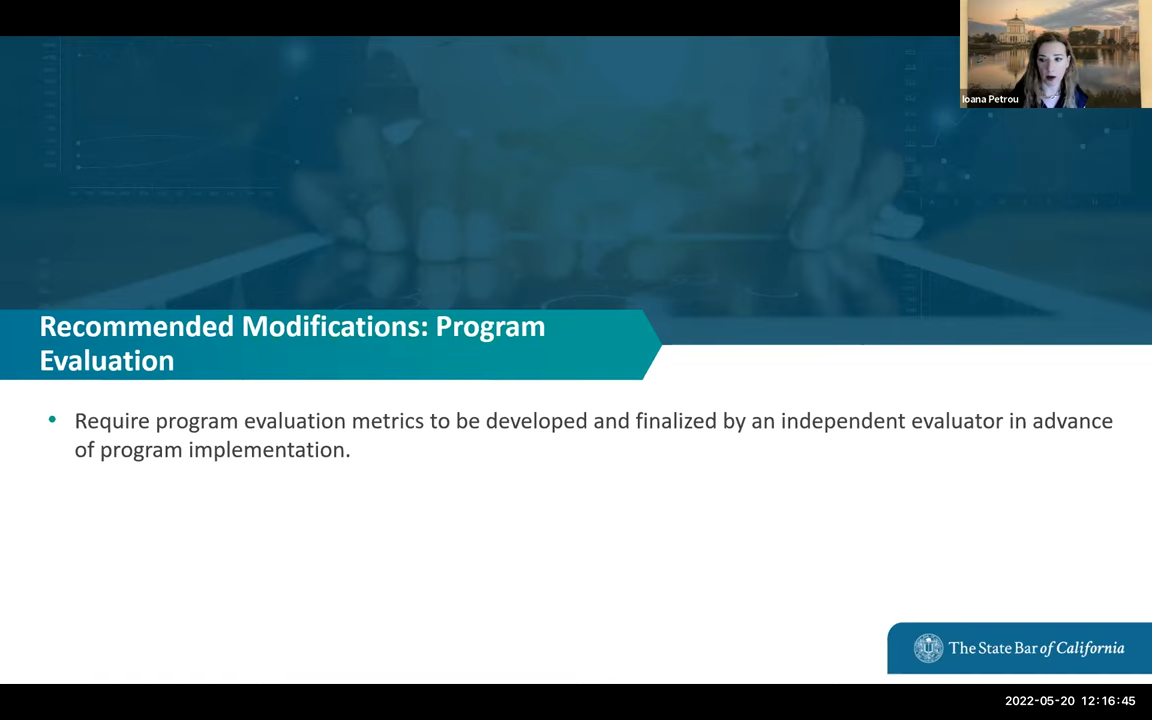 Ioana Petrou
Recommended Modifications: Program
Evaluation
• Require program evaluation metrics to be developed and finalized by an independent evaluator in advance
of program implementation.
The State Bar of California
2022-05-20 12:16:45